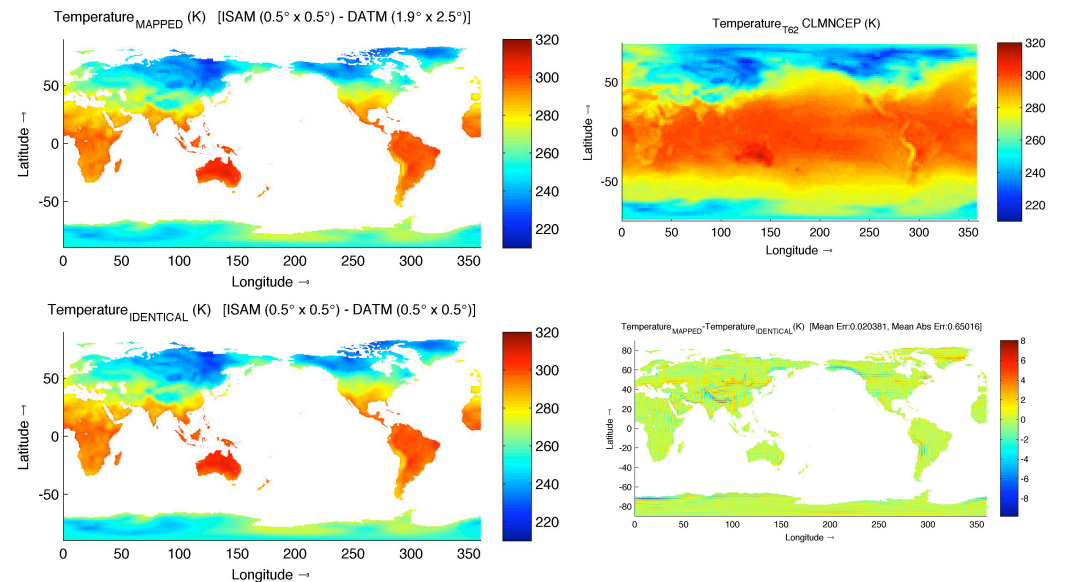 Temperature_MAPPED (K) [ISAM (0.5° x 0.5°) - DATM (1.9° x 2.5°)]
50
0
-50
Latitude →
0 50 100 150 200 250 300 350
Longitude →
320
300
280
260
240
220
Temperature_T62 CLMNCEP (K)
50
0
-50
Latitude →
0 50 100 150 200 250 300 350
Longitude →
320
300
280
260
240
220
Temperature_IDENTICAL (K) [ISAM (0.5° x 0.5°) - DATM (0.5° x 0.5°)]
50
0
-50
Latitude →
0 50 100 150 200 250 300 350
Longitude →
320
300
280
260
240
220
Temperature_MAPPED-Temperature_IDENTICAL(K) [Mean Err:0.020381, Mean Abs Err:0.65016]
80
60
40
20
0
-20
-40
-60
-80
Latitude →
0 50 100 150 200 250 300 350
Longitude →
8
6
4
2
0
-2
-4
-6
-8